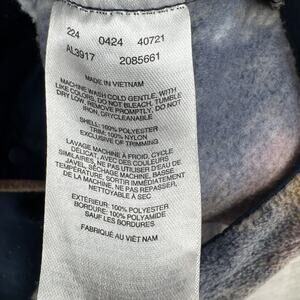 224 0424 40721
AL3917 2085661
MADE IN VIETNAM
MACHINE WASH COLD GENTLE, WITH
LIKE COLORS, DO NOT BLEACH, TUMBLE
DRY LOW, REMOVE PROMPTLY, DO NOT
IRON, DRYCLEANABLE
SHELL: 100% POLYESTER
TRIM: 100% NYLON
EXCLUSIVE OF TRIMMING
LAVAGE MACHINE À FROID, CYCLE
DÉLICAT, AVEC DES COULEURS
SIMILAIRES, NE PAS UTILISER D'EAU DE
JAVEL, SÉCHAGE MACHINE, BASSE
TEMPÉRATURE, SORTIR IMMÉDIATEMENT
DE LA MACHINE, NE PAS REPASSER,
NETTOYABLE À SEC
EXTÉRIEUR: 100% POLYESTER
BORDURE: 100% POLYAMIDE
SAUF LES BORDURES
FABRIQUÉ AU VIÊT NAM